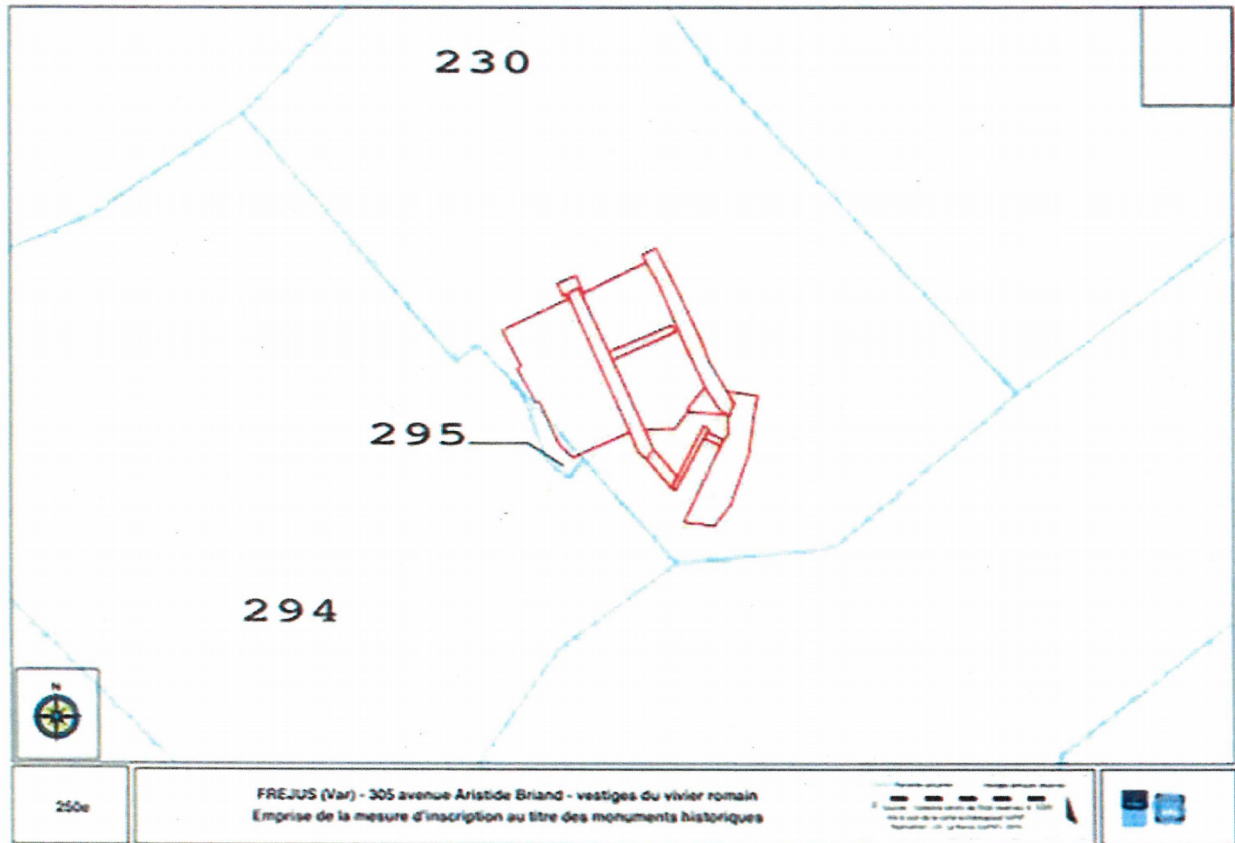 230
295
294
N
250e
FREJUS (Var) - 305 avenue Aristide Briand - vestiges du vivier romain
Emprise de la mesure d'inscription au titre des monuments historiques